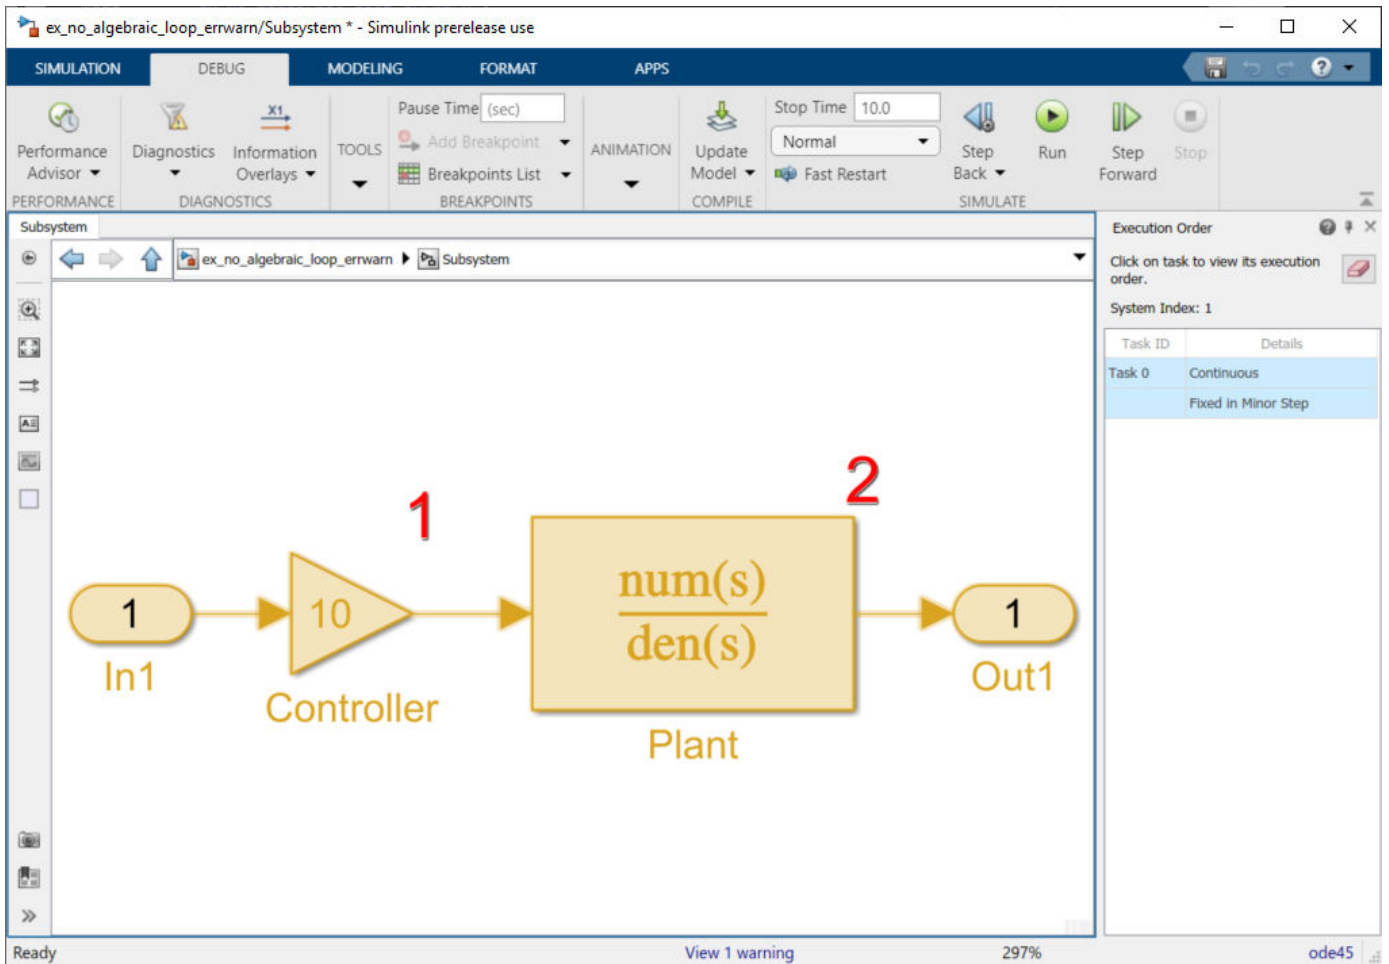 ex_no_algebraic_loop_errwarn/Subsystem * - Simulink prerelease use
SIMULATION DEBUG MODELING FORMAT APPS
Performance Advisor
PERFORMANCE
Diagnostics
Information Overlays
DIAGNOSTICS
TOOLS
Pause Time (sec)
Add Breakpoint
Breakpoints List
BREAKPOINTS
ANIMATION
Update Model
COMPILE
Stop Time 10.0
Normal
Fast Restart
Step Back
Run
Step Forward
Stop
SIMULATE
Subsystem
ex_no_algebraic_loop_errwarn Subsystem
Execution Order
Click on task to view its execution
order.
System Index: 1
Task ID Details
Task 0 Continuous
Fixed in Minor Step
1
2
1
In1
10
Controller
num(s)
den(s)
Plant
1
Out1
Ready View 1 warning 297% ode45